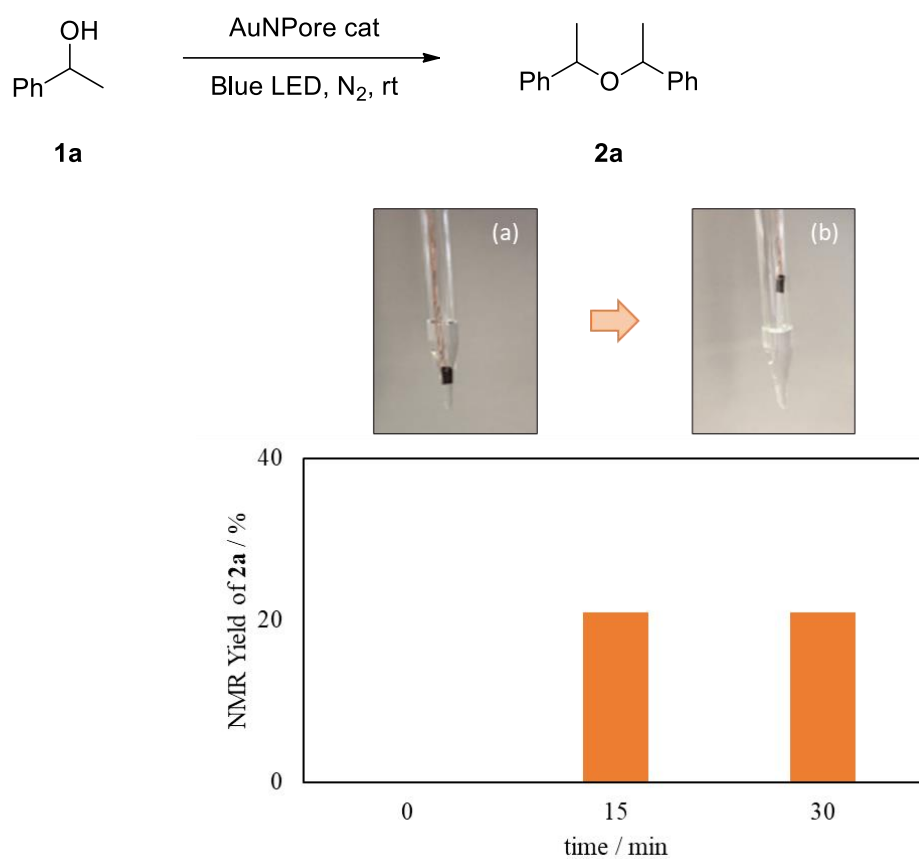 OH
AuNPore cat
Ph
Blue LED, N₂, rt
Ph
O
Ph
1a
2a
(a)
(b)
40
20
0
NMR Yield of 2a / %
0
15
30
time / min